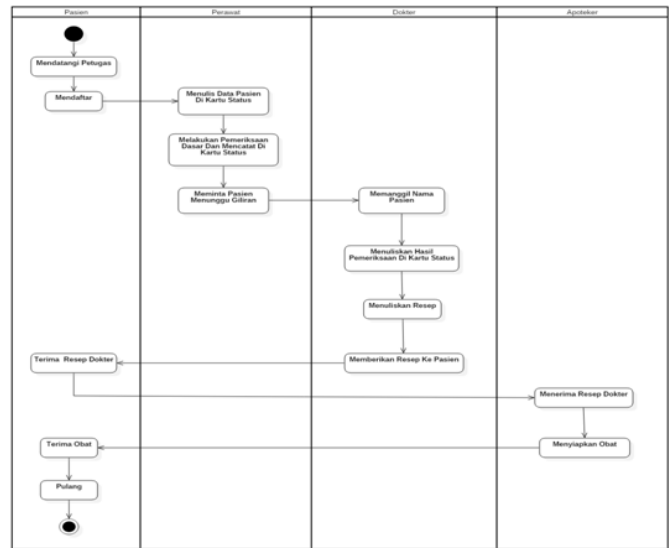 Pasien
Perawat
Dokter
Apoteker
Mendatangi Petugas
Mendaftar
Menulis Data Pasien
Di Kartu Status
Melakukan Pemeriksaan
Dasar Dan Mencatat Di
Kartu Status
Meminta Pasien
Menunggu Giliran
Memanggil Nama
Pasien
Menuliskan Hasil
Pemeriksaan Di Kartu Status
Menuliskan Resep
Memberikan Resep Ke Pasien
Terima Resep Dokter
Menerima Resep Dokter
Menyiapkan Obat
Terima Obat
Pulang